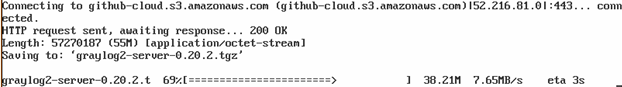 Connecting to github-cloud.s3.amazonaws.com (github-cloud.s3.amazonaws.com)|52.216.81.0|:443... conn
ected.
HTTP request sent, awaiting response... 200 OK
Length: 57270187 (55M) [application/octet-stream]
Saving to: ‘graylog2-server-0.20.2.tgz’
graylog2-server-0.20.2.t 69%[=======================> ] 38.21M 7.65MB/s eta 3s